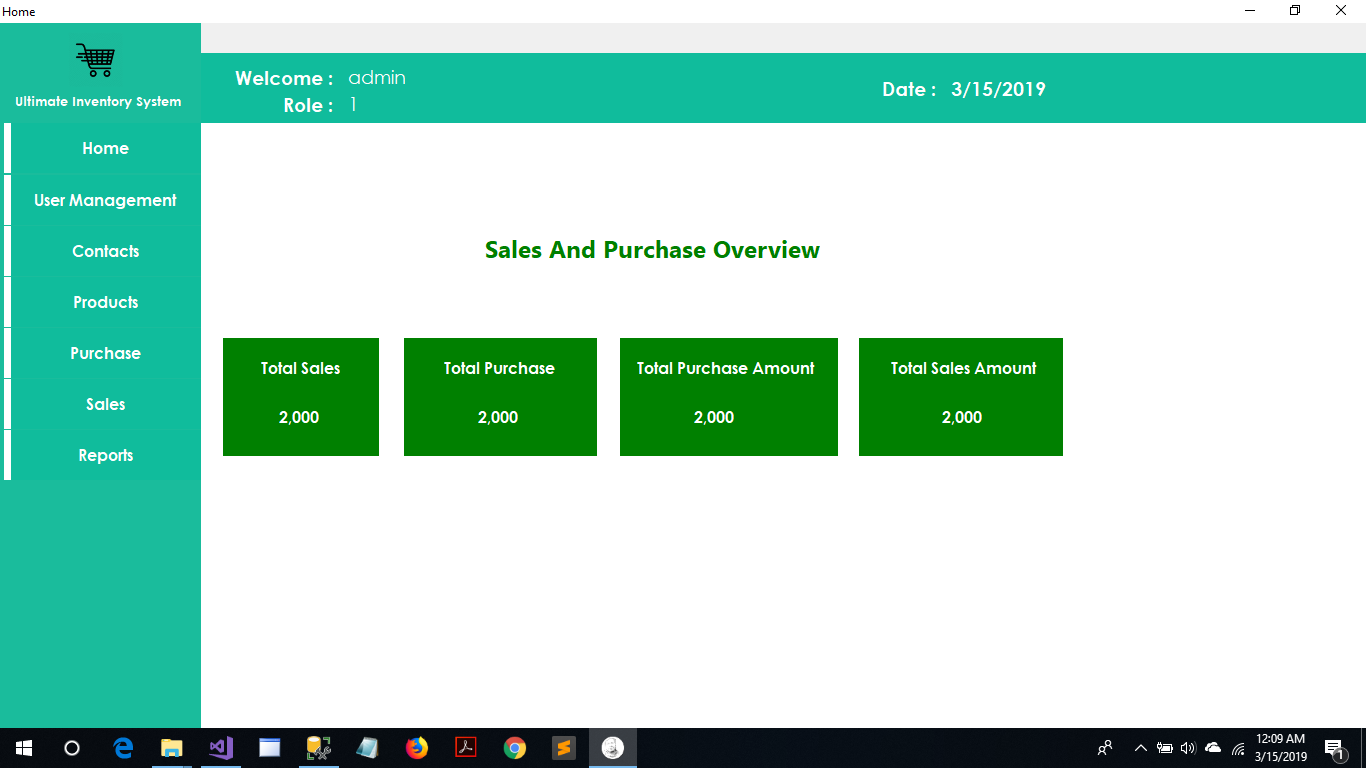 Home
Ultimate Inventory System
Welcome : admin
Role : 1
Date : 3/15/2019
Home
User Management
Contacts
Products
Purchase
Sales
Reports
Sales And Purchase Overview
Total Sales
2,000
Total Purchase
2,000
Total Purchase Amount
2,000
Total Sales Amount
2,000
12:09 AM
3/15/2019
1